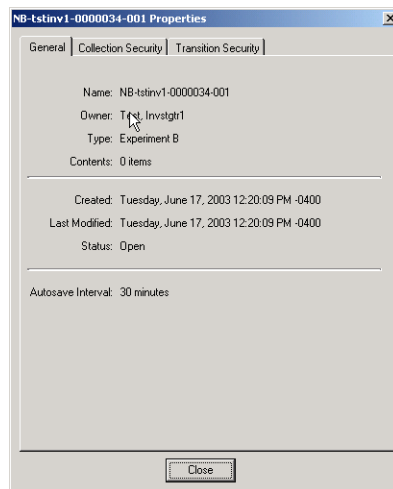 NB-tstinv1-0000034-001 Properties
General Collection Security Transition Security
Name: NB-tstinv1-0000034-001
Owner: Test, Invstgtr1
Type: Experiment B
Contents: 0 items
Created: Tuesday, June 17, 2003 12:20:09 PM -0400
Last Modified: Tuesday, June 17, 2003 12:20:09 PM -0400
Status: Open
Autosave Interval: 30 minutes
Close